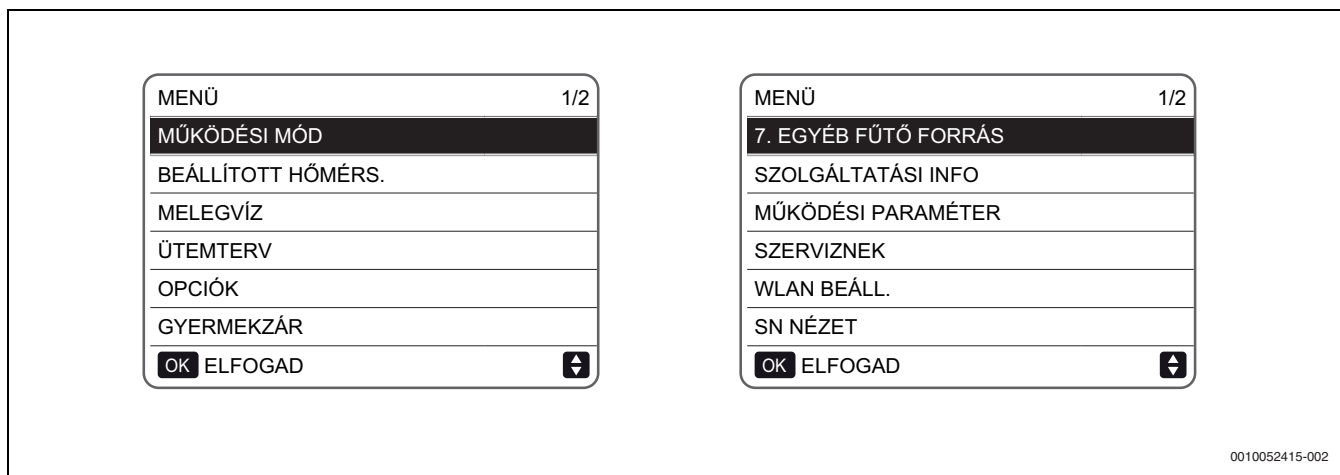 MENÜ 1/2
MŰKÖDÉSI MÓD
BEÁLLÍTOTT HŐMÉRS.
MELEGVÍZ
ÜTEMTERV
OPCIÓK
GYERMEKZÁR
OK ELFOGAD
MENÜ 1/2
7. EGYÉB FŰTŐ FORRÁS
SZOLGÁLTATÁSI INFO
MŰKÖDÉSI PARAMÉTER
SZERVIZNEK
WLAN BEÁLL.
SN NÉZET
OK ELFOGAD
0010052415-002